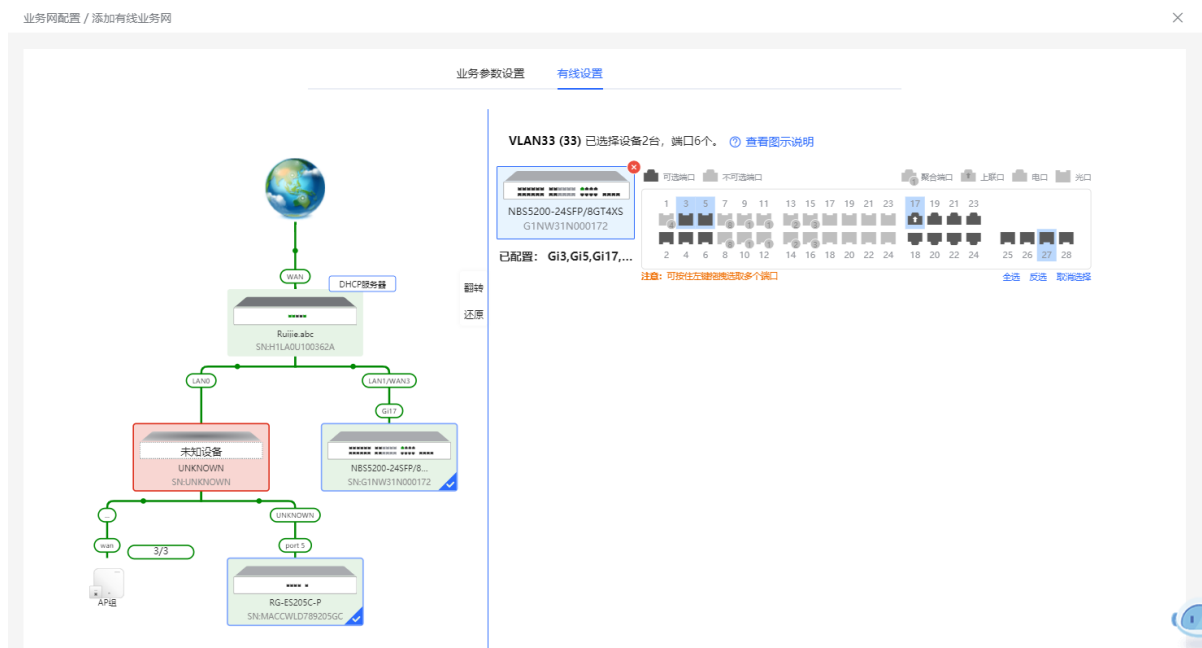 业务网配置 / 添加有线业务网
业务参数设置 有线设置
VLAN33 (33) 已选择设备2台，端口6个。 查看图示说明
可选端口 不可选端口 聚合端口 上联口 电口 光口
NBS5200-24SFP/8GT4XS
G1NW31N000172
已配置： Gi3,Gi5,Gi17,...
1 3 5 7 9 11 13 15 17 19 21 23 17 19 21 23
2 4 6 8 10 12 14 16 18 20 22 24 18 20 22 24 25 26 27 28
注意：可按住左键拖拽选取多个端口
全选 反选 取消选择
翻转
还原
WAN
DHCP服务器
Ruijie.abc
SN:H1LA0U100362A
LAN0
LAN1/WAN3
Gi17
未知设备
UNKNOWN
SN:UNKNOWN
NBS5200-24SFP/8...
SN:G1NW31N000172
...
UNKNOWN
wan
3/3
port 5
AP组
RG-ES205C-P
SN:MACCWLD789205GC